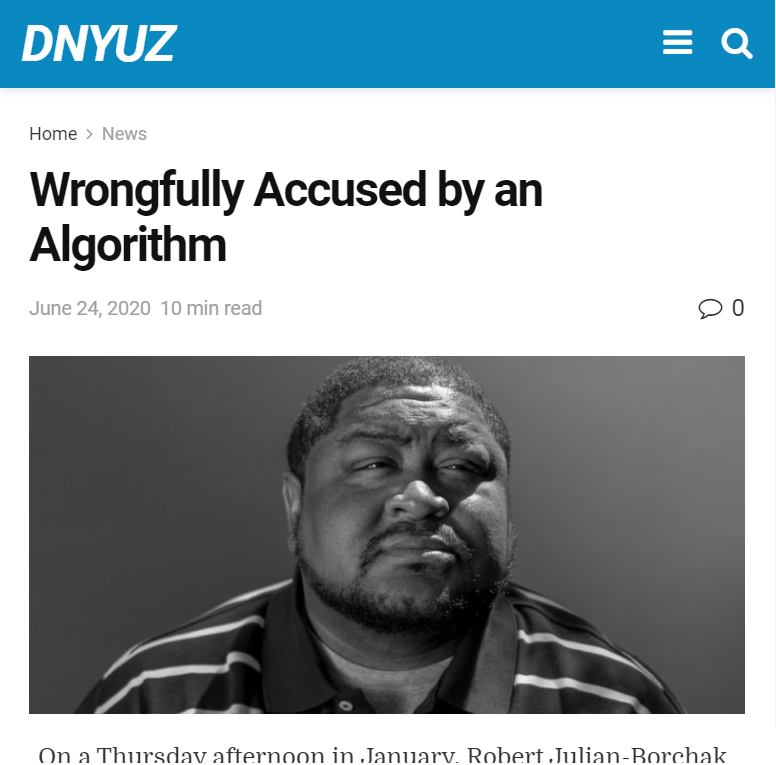 DNYUZ
Home > News
Wrongfully Accused by an
Algorithm
June 24, 2020 10 min read
0
On a Thursday afternoon in January, Robert Julian-Borchak